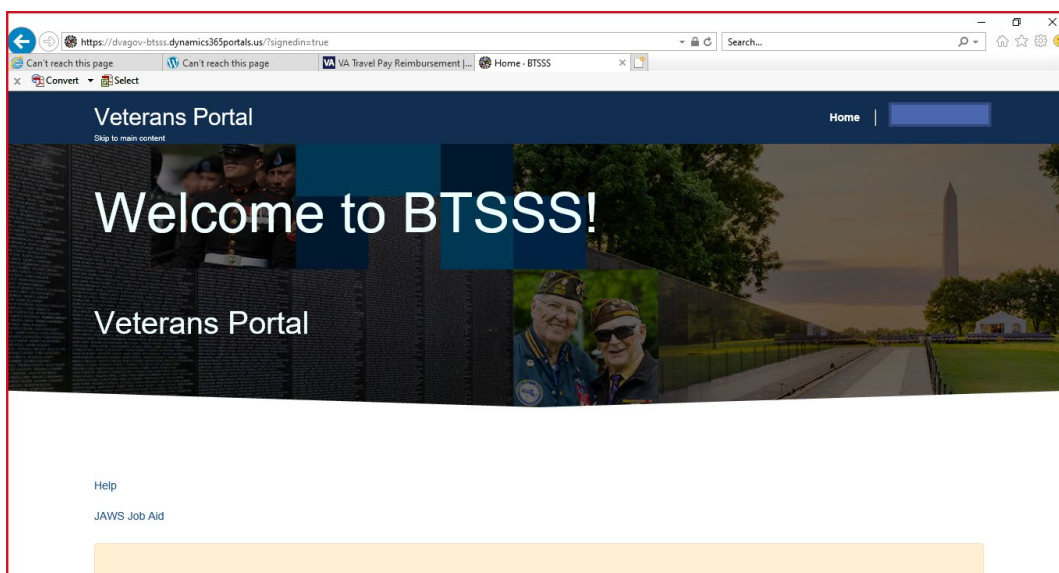 https://dvagov-btsss.dynamics365portals.us/?signedin=true
Search...
Can't reach this page
Can't reach this page
VA VA Travel Pay Reimbursement |...
Home - BTSSS
x Convert Select
Veterans Portal
Skip to main content
Home |
Welcome to BTSSS!
Veterans Portal
Help
JAWS Job Aid